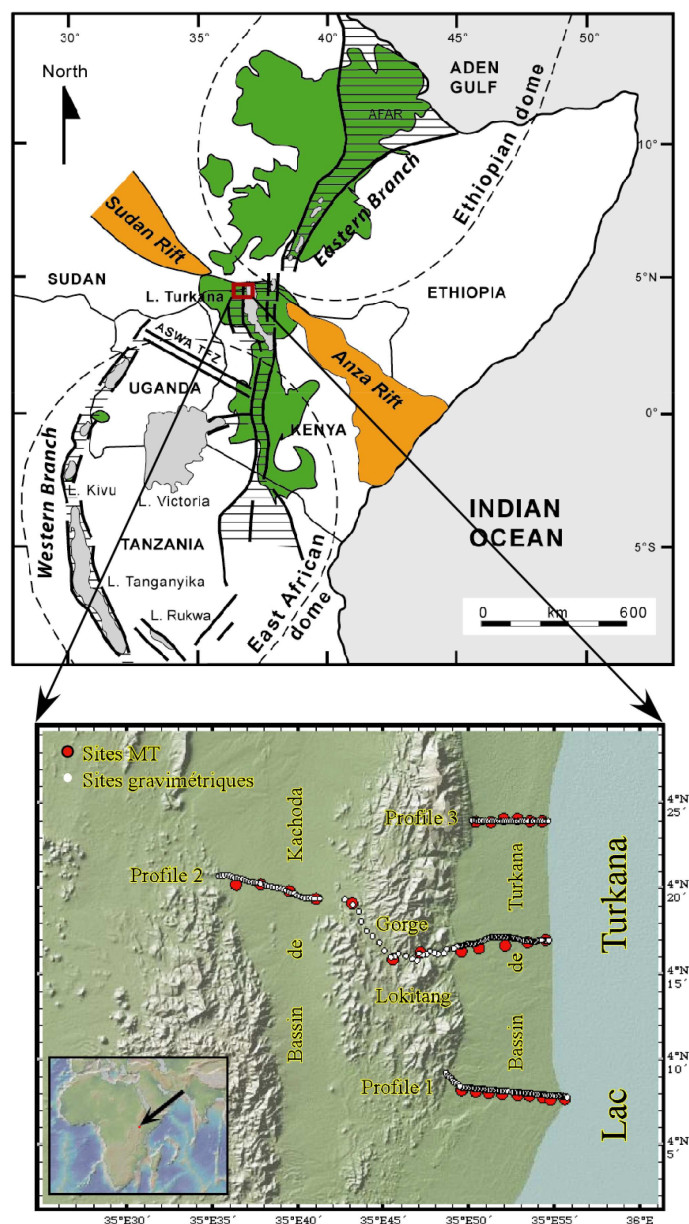 30°
35°
40°
45°
50°
North
ADEN
GULF
AFAR
10°
Ethiopian dome
Eastern Branch
Sudan Rift
5°N
SUDAN
ETHIOPIA
L. Turkana
ASWA TFZ
Anza Rift
UGANDA
KENYA
0°
Western Branch
L. Kivu
L. Victoria
INDIAN
OCEAN
TANZANIA
5°S
L. Tanganyika
East African
dome
L. Rukwa
0 km 600
Sites MT
Sites gravimétriques
4°N
25'
Profile 3
Kachoda
Turkana
Turkana
Profile 2
4°N
20'
Gorge
de
de
4°N
15'
Lokitang
Bassin
Bassin
4°N
10'
Profile 1
Lac
4°N
5'
35°E30'
35°E35'
35°E40'
35°E45'
35°E50'
35°E55'